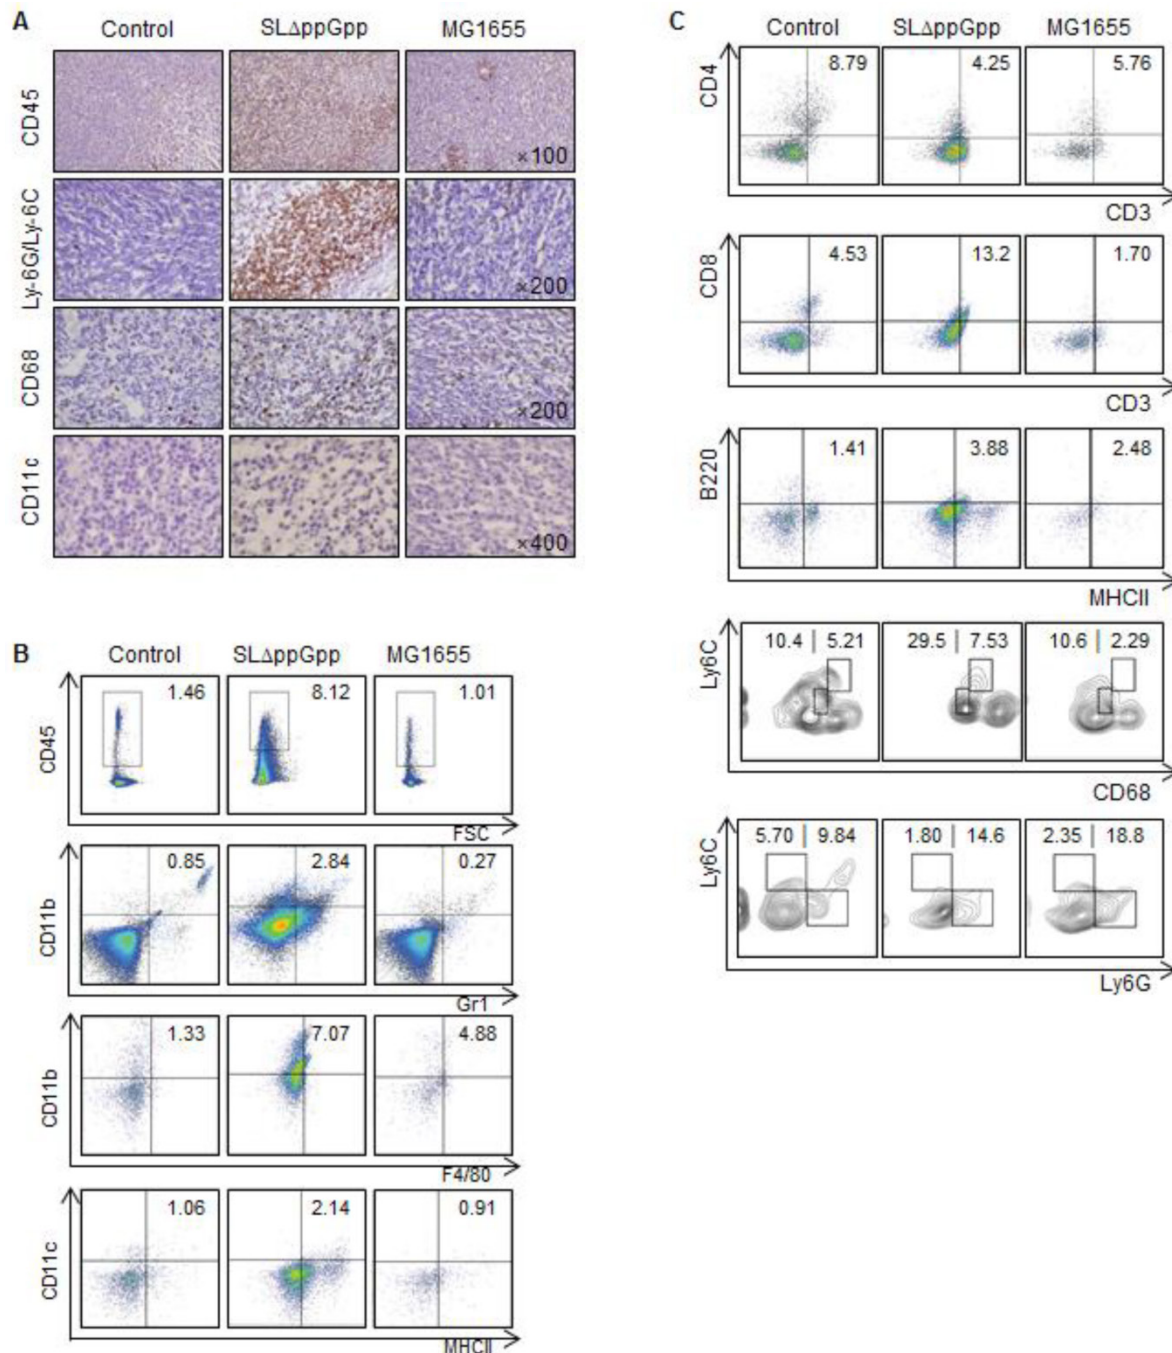 A
Control SLΔppGpp MG1655
CD45
×100
Ly-6G/Ly-6C
×200
CD68
×200
CD11c
×400
B
Control SLΔppGpp MG1655
CD45
1.46 8.12 1.01
FSC
CD11b
0.85 2.84 0.27
Gr1
CD11b
1.33 7.07 4.88
F4/80
CD11c
1.06 2.14 0.91
MHCII
C
Control SLΔppGpp MG1655
CD4
8.79 4.25 5.76
CD3
CD8
4.53 13.2 1.70
CD3
B220
1.41 3.88 2.48
MHCII
Ly6C
10.4 | 5.21 29.5 | 7.53 10.6 | 2.29
CD68
Ly6C
5.70 | 9.84 1.80 | 14.6 2.35 | 18.8
Ly6G